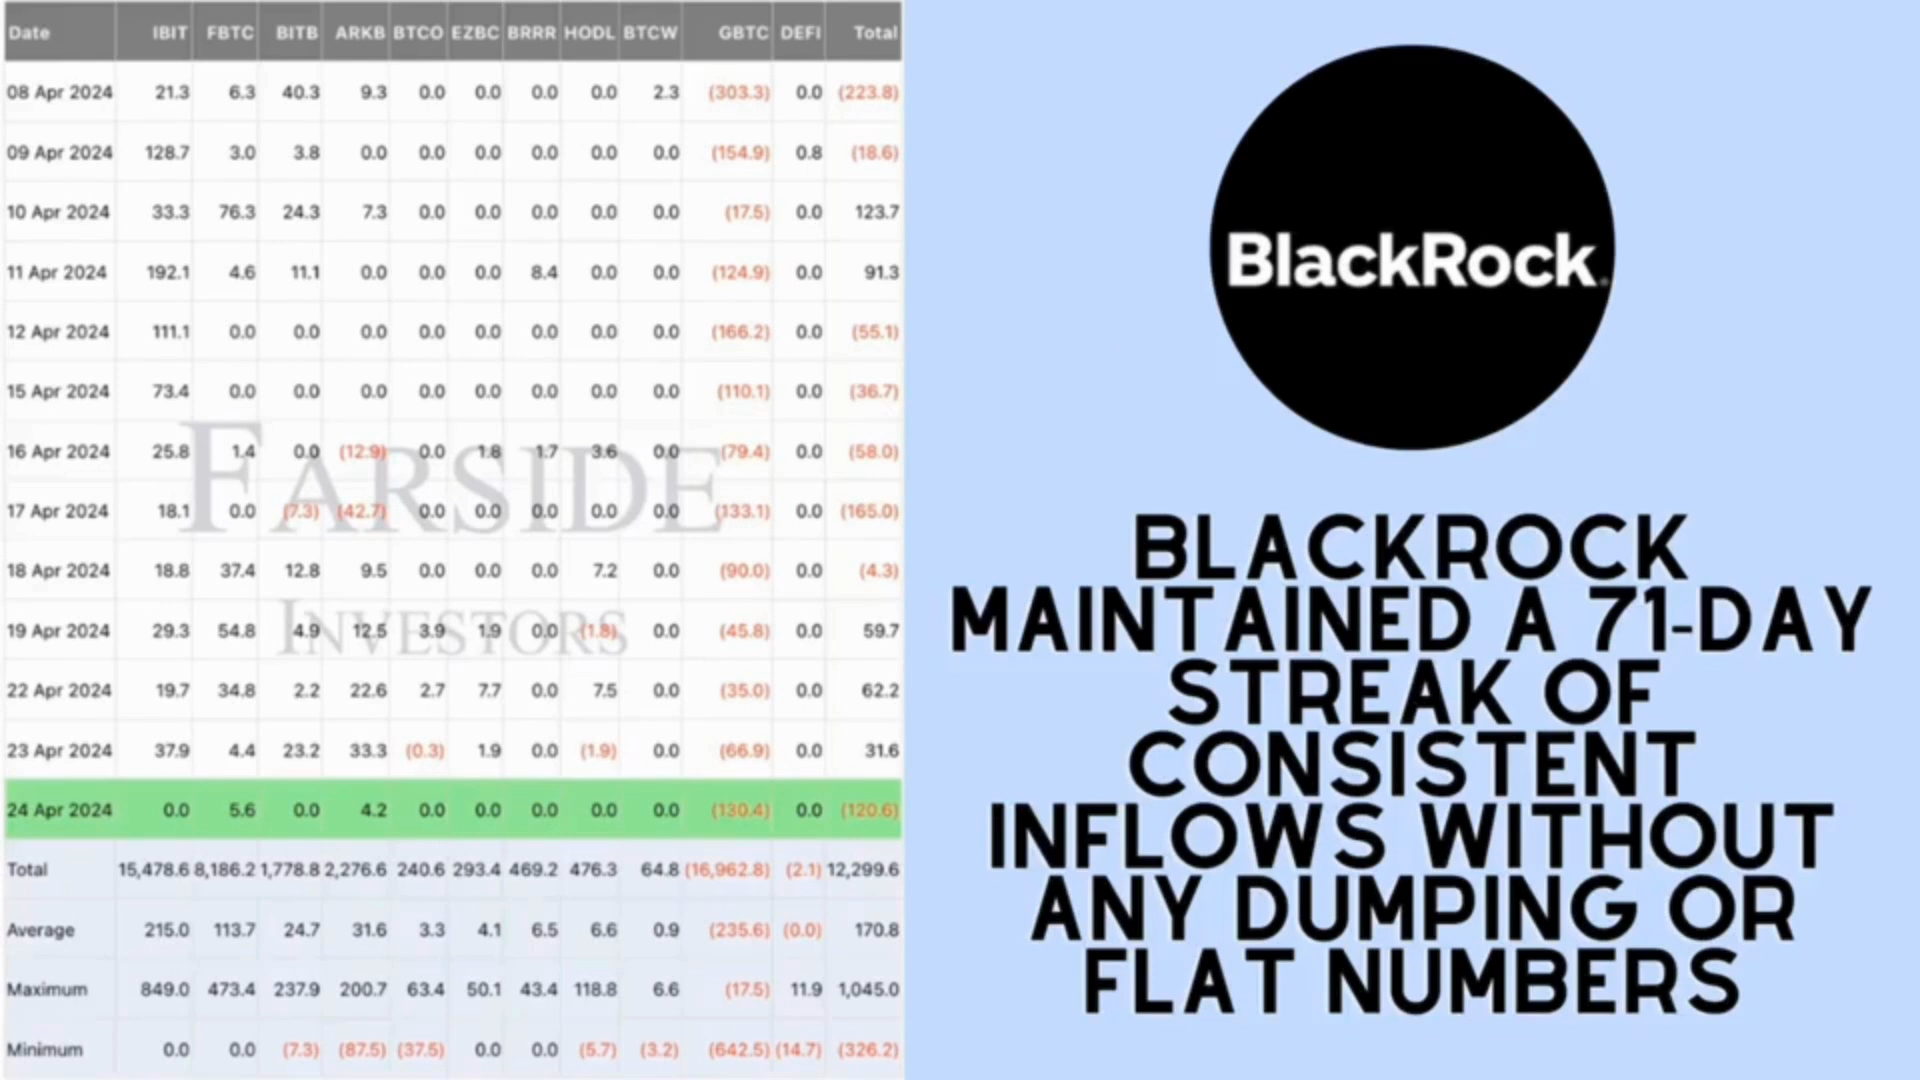 Date IBIT FBTC BITB ARKB BTCO EZBC BRRR HODL BTCW GBTC DEFI Total
08 Apr 2024 21.3 6.3 40.3 9.3 0.0 0.0 0.0 0.0 2.3 (303.3) 0.0 (223.8)
09 Apr 2024 128.7 3.0 3.8 0.0 0.0 0.0 0.0 0.0 0.0 (154.9) 0.8 (18.6)
10 Apr 2024 33.3 76.3 24.3 7.3 0.0 0.0 0.0 0.0 0.0 (17.5) 0.0 123.7
11 Apr 2024 192.1 4.6 11.1 0.0 0.0 0.0 8.4 0.0 0.0 (124.9) 0.0 91.3
12 Apr 2024 111.1 0.0 0.0 0.0 0.0 0.0 0.0 0.0 0.0 (166.2) 0.0 (55.1)
15 Apr 2024 73.4 0.0 0.0 0.0 0.0 0.0 0.0 0.0 0.0 (110.1) 0.0 (36.7)
16 Apr 2024 25.8 1.4 0.0 (12.9) 0.0 1.8 1.7 3.6 0.0 (79.4) 0.0 (58.0)
17 Apr 2024 18.1 0.0 (7.3) (42.7) 0.0 0.0 0.0 0.0 0.0 (133.1) 0.0 (165.0)
18 Apr 2024 18.8 37.4 12.8 9.5 0.0 0.0 0.0 7.2 0.0 (90.0) 0.0 (4.3)
19 Apr 2024 29.3 54.8 4.9 12.5 3.9 1.9 0.0 (1.8) 0.0 (45.8) 0.0 59.7
22 Apr 2024 19.7 34.8 2.2 22.6 2.7 7.7 0.0 7.5 0.0 (35.0) 0.0 62.2
23 Apr 2024 37.9 4.4 23.2 33.3 (0.3) 1.9 0.0 (1.9) 0.0 (66.9) 0.0 31.6
24 Apr 2024 0.0 5.6 0.0 4.2 0.0 0.0 0.0 0.0 0.0 (130.4) 0.0 (120.6)
Total 15,478.6 8,186.2 1,778.8 2,276.6 240.6 293.4 469.2 476.3 64.8 (16,962.8) (2.1) 12,299.6
Average 215.0 113.7 24.7 31.6 3.3 4.1 6.5 6.6 0.9 (235.6) (0.0) 170.8
Maximum 849.0 473.4 237.9 200.7 63.4 50.1 43.4 118.8 6.6 (17.5) 11.9 1,045.0
Minimum 0.0 0.0 (7.3) (87.5) (37.5) 0.0 0.0 (5.7) (3.2) (642.5) (14.7) (326.2)
FARSIDE
INVESTORS
BlackRock.
BLACKROCK
MAINTAINED A 71-DAY
STREAK OF
CONSISTENT
INFLOWS WITHOUT
ANY DUMPING OR
FLAT NUMBERS